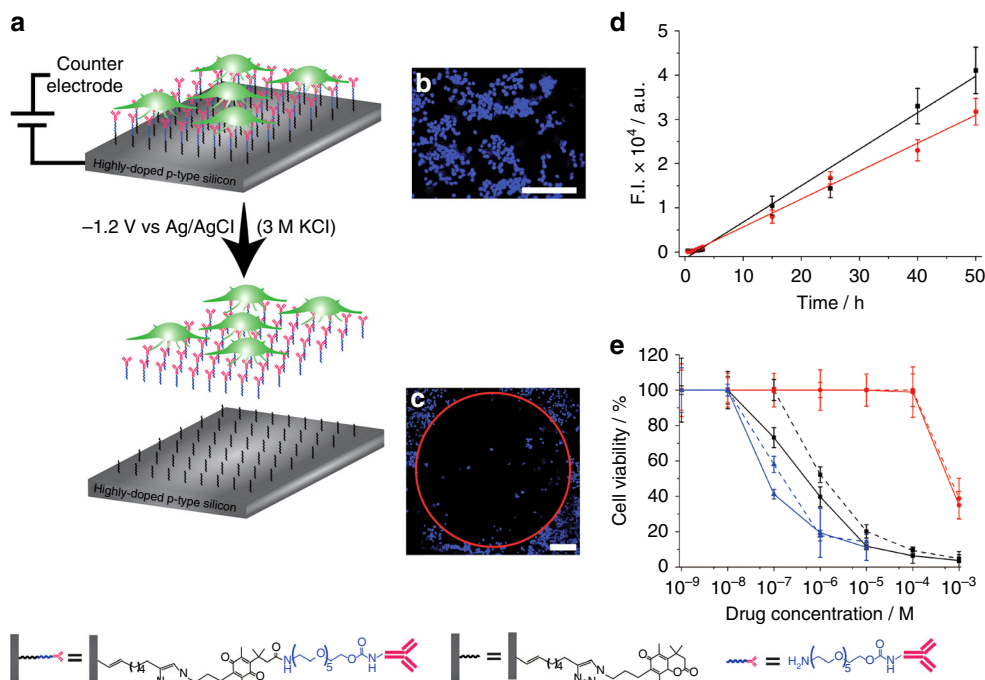 a
Counter
electrode
Highly-doped p-type silicon
−1.2 V vs Ag/AgCl (3 M KCl)
Highly-doped p-type silicon
b
c
d
F.I. × 10⁴ / a.u.
5
4
3
2
1
0
0 10 20 30 40 50
Time / h
e
Cell viability / %
120
100
80
60
40
20
0
10⁻⁹ 10⁻⁸ 10⁻⁷ 10⁻⁶ 10⁻⁵ 10⁻⁴ 10⁻³
Drug concentration / M
= ( )4 N N N O O O N H ( O )5 O O N H
= ( )4 N N N O O O
= H₂N ( O )5 O O N H